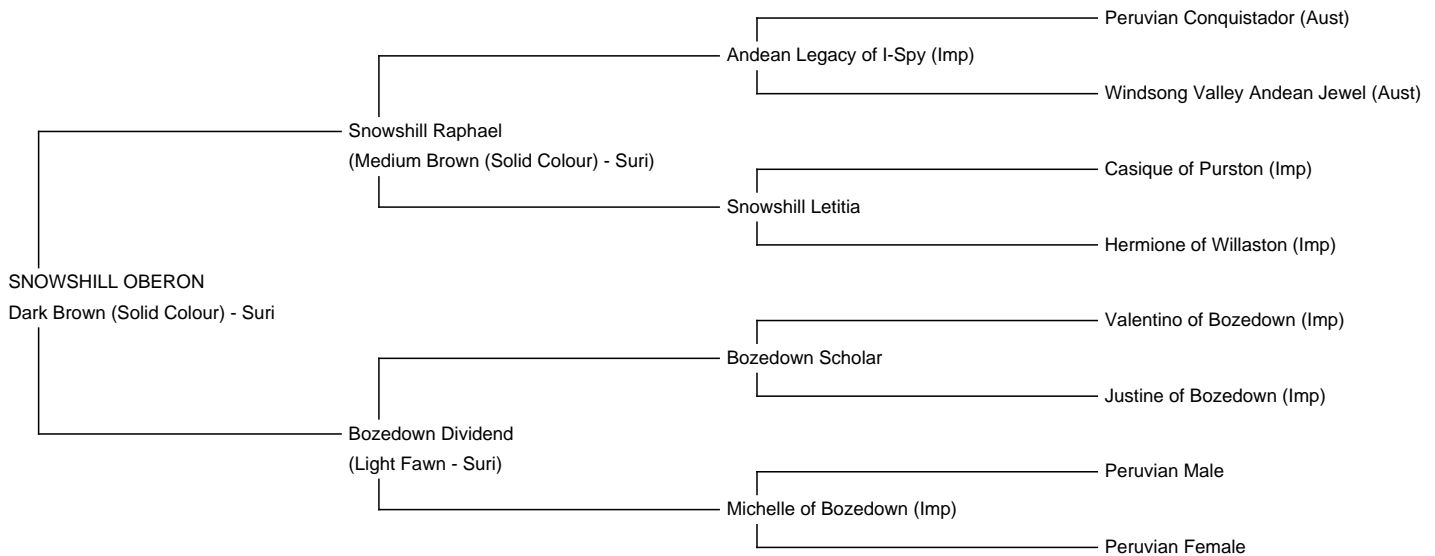 Peruvian Conquistador (Aust)
Andean Legacy of I-Spy (Imp)
Windsong Valley Andean Jewel (Aust)
Snowshill Raphael
(Medium Brown (Solid Colour) - Suri)
Casique of Purston (Imp)
Snowshill Letitia
Hermione of Willaston (Imp)
SNOWSHILL OBERON
Dark Brown (Solid Colour) - Suri
Valentino of Bozedown (Imp)
Bozedown Scholar
Justine of Bozedown (Imp)
Bozedown Dividend
(Light Fawn - Suri)
Peruvian Male
Michelle of Bozedown (Imp)
Peruvian Female